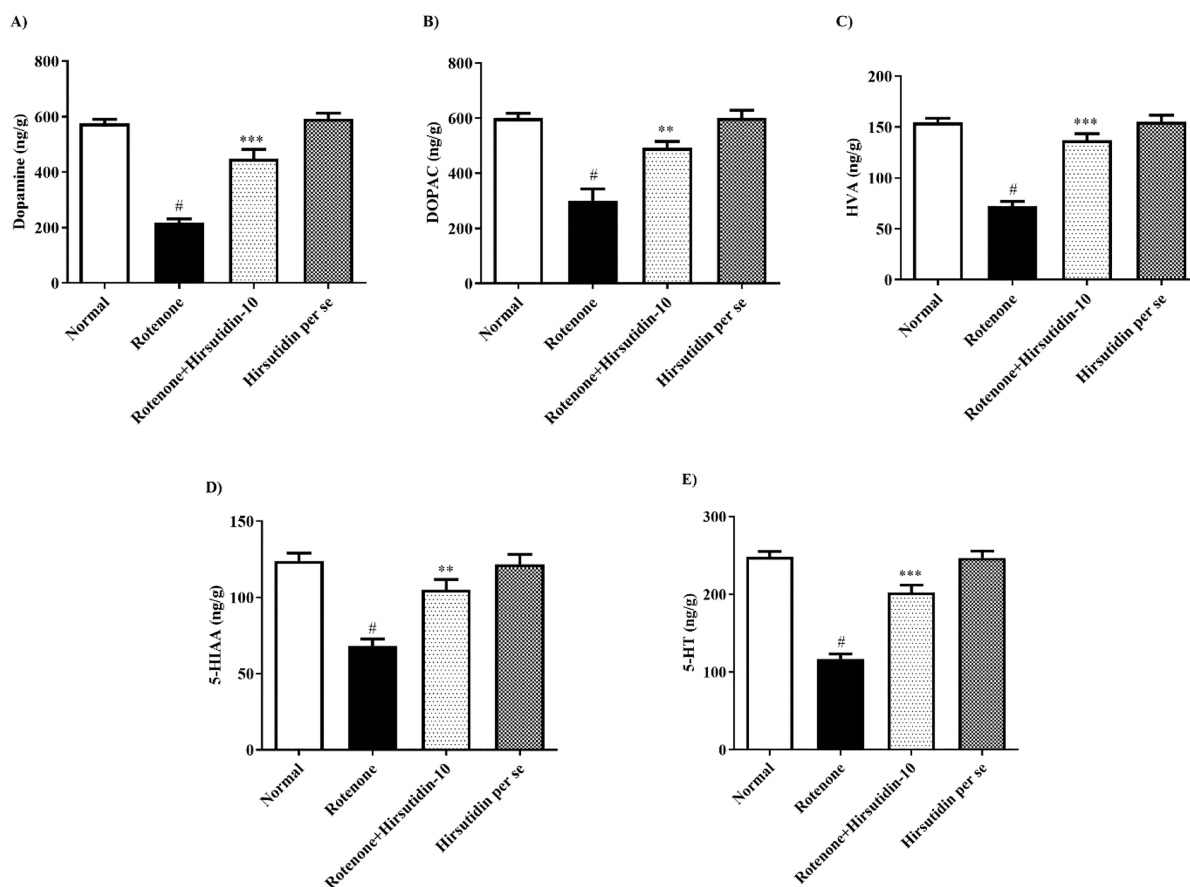 A)
Dopamine (ng/g)
800
600
400
200
0
#
***
Normal
Rotenone
Rotenone+Hirsutidin-10
Hirsutidin per se
B)
DOPAC (ng/g)
800
600
400
200
0
#
**
Normal
Rotenone
Rotenone+Hirsutidin-10
Hirsutidin per se
C)
HVA (ng/g)
200
150
100
50
0
#
***
Normal
Rotenone
Rotenone+Hirsutidin-10
Hirsutidin per se
D)
5-HIAA (ng/g)
150
100
50
0
#
**
Normal
Rotenone
Rotenone+Hirsutidin-10
Hirsutidin per se
E)
5-HT (ng/g)
300
200
100
0
#
***
Normal
Rotenone
Rotenone+Hirsutidin-10
Hirsutidin per se